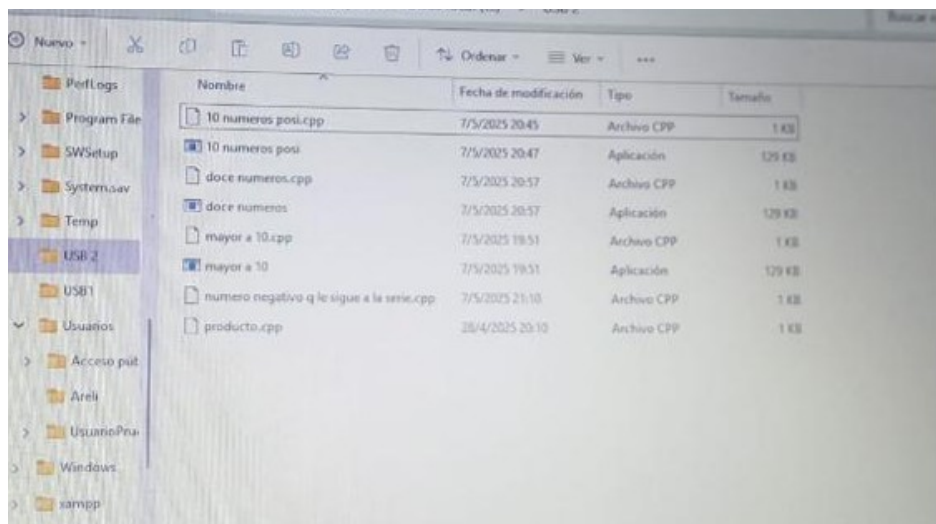 USB 2
Buscar e
Nuevo
Ordenar
Ver
PerfLogs
Program File
SWSetup
System.sav
Temp
USB 2
USB1
Usuarios
Acceso púb
Areli
UsuarioPru
Windows
xampp
Nombre Fecha de modificación Tipo Tamaño
10 numeros posi.cpp 7/5/2025 20:45 Archivo CPP 1 KB
10 numeros posi 7/5/2025 20:47 Aplicación 129 KB
doce numeros.cpp 7/5/2025 20:57 Archivo CPP 1 KB
doce numeros 7/5/2025 20:57 Aplicación 129 KB
mayor a 10.cpp 7/5/2025 19:51 Archivo CPP 1 KB
mayor a 10 7/5/2025 19:51 Aplicación 129 KB
numero negativo q le sigue a la serie.cpp 7/5/2025 21:10 Archivo CPP 1 KB
producto.cpp 28/4/2025 20:10 Archivo CPP 1 KB